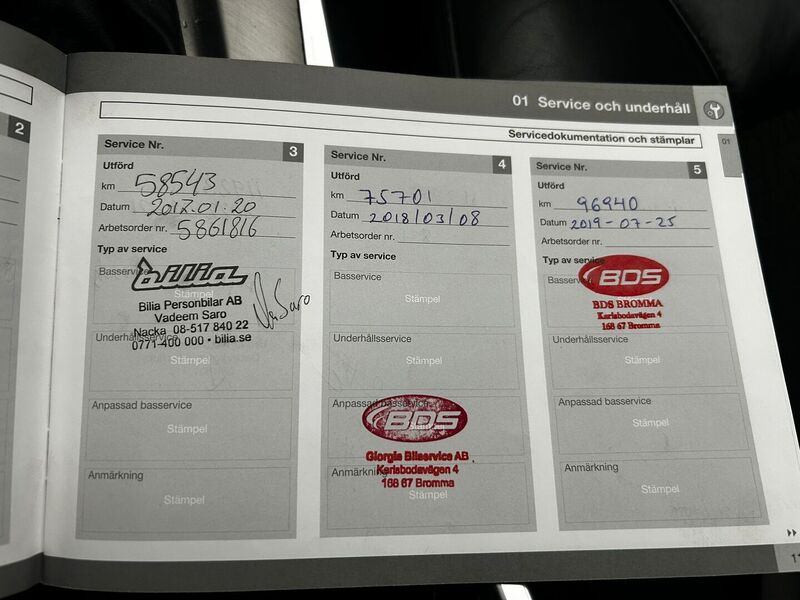 01 Service och underhåll
Servicedokumentation och stämplar
01
2
Service Nr.
3
Utförd
km 58543
Datum 2017.01.20
Arbetsorder nr. 5861816
Typ av service
Basservice
Stämpel
bilia
Bilia Personbilar AB
Vadeem Saro
Nacka 08-517 840 22
0771-400 000 • bilia.se
Underhållsservice
Stämpel
Anpassad basservice
Stämpel
Anmärkning
Stämpel
Service Nr.
4
Utförd
km 75701
Datum 2018/03/08
Arbetsorder nr.
Typ av service
Basservice
Stämpel
Underhållsservice
Stämpel
Anpassad basservice
BDS
Giorgis Bilservice AB
Karlsbodavägen 4
168 67 Bromma
Anmärkning
Stämpel
Service Nr.
5
Utförd
km 96940
Datum 2019-07-25
Arbetsorder nr.
Typ av service
Basservice
BDS
BDS BROMMA
Karlsbodavägen 4
168 67 Bromma
Underhållsservice
Stämpel
Anpassad basservice
Stämpel
Anmärkning
Stämpel